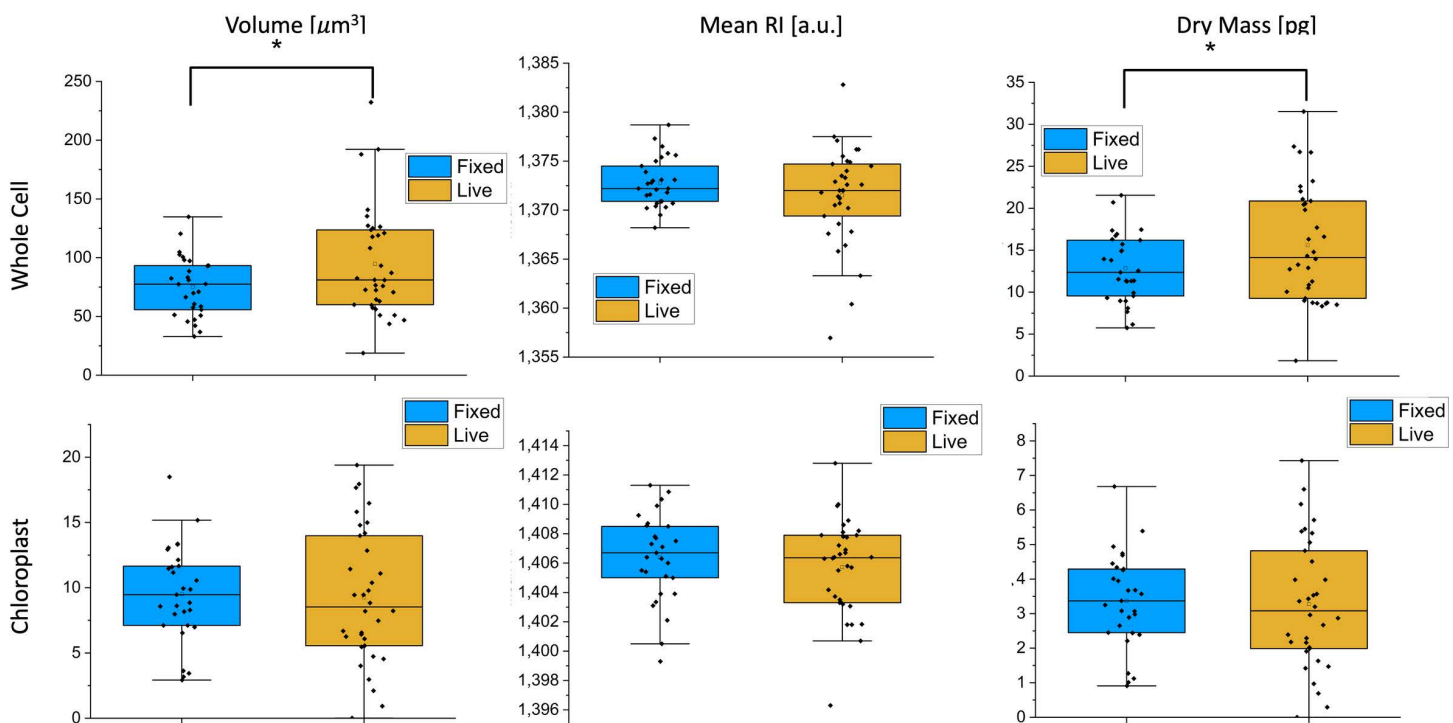 Volume [μm³]
Mean RI [a.u.]
Dry Mass [pg]
*
*
Whole Cell
250
200
150
100
50
0
Fixed
Live
1,385
1,380
1,375
1,370
1,365
1,360
1,355
Fixed
Live
35
30
25
20
15
10
5
0
Fixed
Live
Chloroplast
20
15
10
5
0
Fixed
Live
1,414
1,412
1,410
1,408
1,406
1,404
1,402
1,400
1,398
1,396
Fixed
Live
8
7
6
5
4
3
2
1
0
Fixed
Live